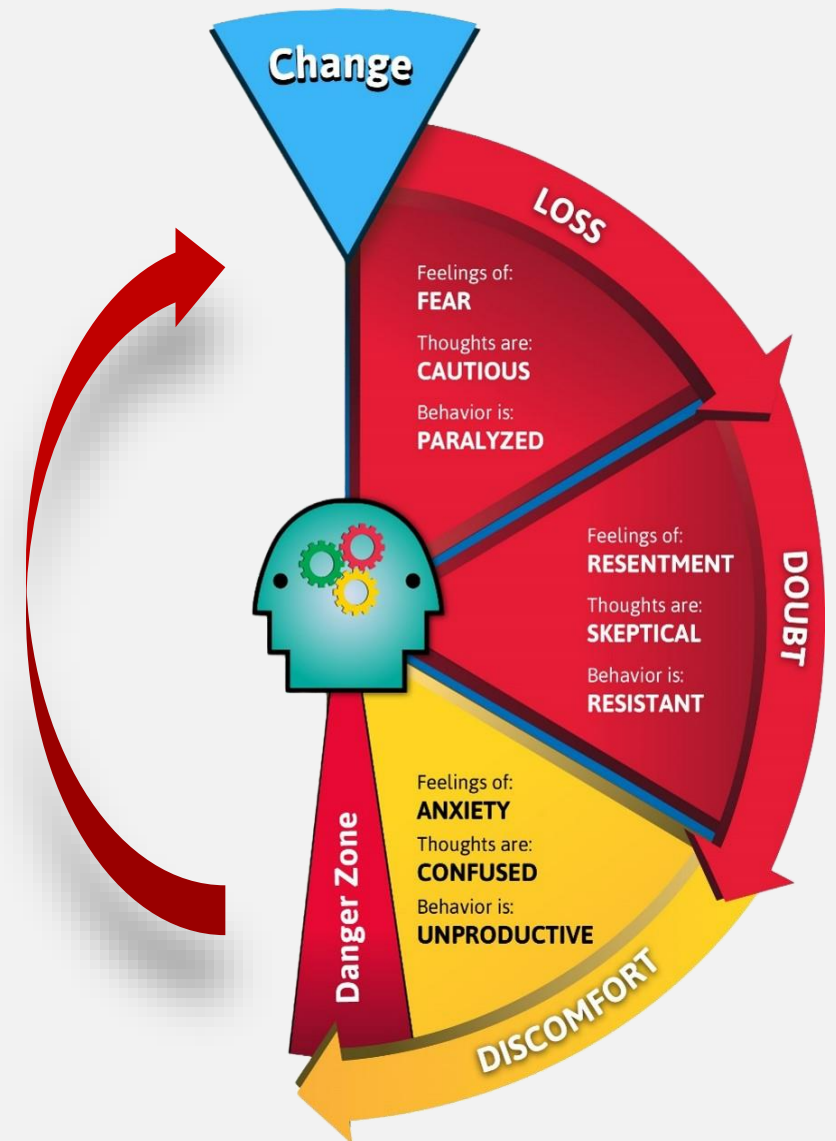 Change
LOSS
Feelings of:
FEAR
Thoughts are:
CAUTIOUS
Behavior is:
PARALYZED
DOUBT
Feelings of:
RESENTMENT
Thoughts are:
SKEPTICAL
Behavior is:
RESISTANT
Feelings of:
ANXIETY
Thoughts are:
CONFUSED
Behavior is:
UNPRODUCTIVE
DISCOMFORT
Danger Zone